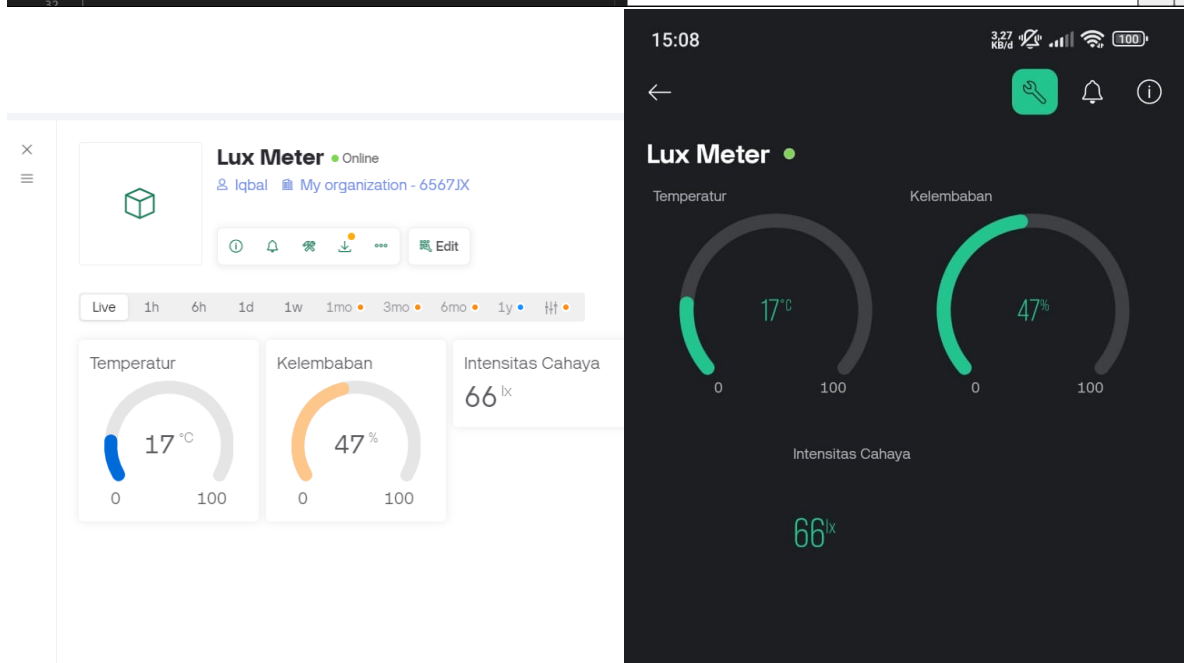 32
Lux Meter Online
Iqbal My organization - 6567JX
Edit
Live 1h 6h 1d 1w 1mo 3mo 6mo 1y
Temperatur
17 °C
0 100
Kelembaban
47 %
0 100
Intensitas Cahaya
66 lx
15:08
3,27 KB/d
100
Lux Meter
Temperatur
17°C
0 100
Kelembaban
47%
0 100
Intensitas Cahaya
66lx